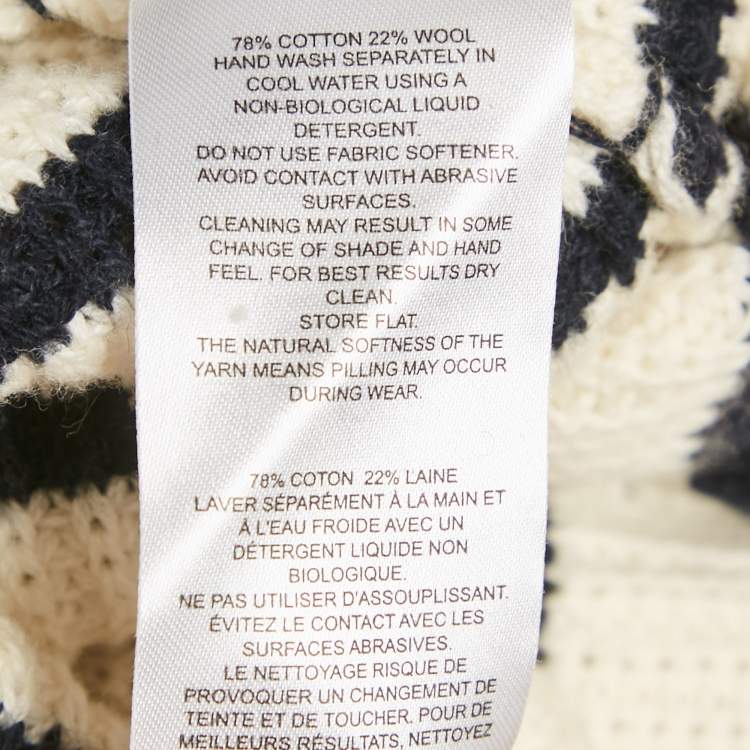 78% COTTON 22% WOOL
HAND WASH SEPARATELY IN
COOL WATER USING A
NON-BIOLOGICAL LIQUID
DETERGENT.
DO NOT USE FABRIC SOFTENER.
AVOID CONTACT WITH ABRASIVE
SURFACES.
CLEANING MAY RESULT IN SOME
CHANGE OF SHADE AND HAND
FEEL. FOR BEST RESULTS DRY
CLEAN.
STORE FLAT.
THE NATURAL SOFTNESS OF THE
YARN MEANS PILLING MAY OCCUR
DURING WEAR.
78% COTON 22% LAINE
LAVER SÉPARÉMENT À LA MAIN ET
À L'EAU FROIDE AVEC UN
DÉTERGENT LIQUIDE NON
BIOLOGIQUE.
NE PAS UTILISER D'ASSOUPLISSANT.
ÉVITEZ LE CONTACT AVEC LES
SURFACES ABRASIVES.
LE NETTOYAGE RISQUE DE
PROVOQUER UN CHANGEMENT DE
TEINTE ET DE TOUCHER. POUR DE
MEILLEURS RÉSULTATS, NETTOYEZ